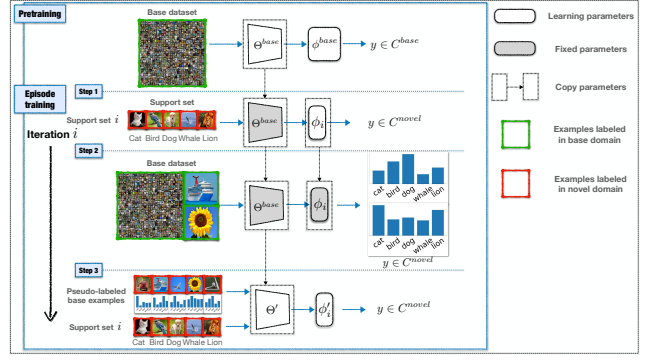 Pretraining
Base dataset
Θ^base
ϕ^base
y ∈ C^base
Episode training
Step 1
Support set
Support set i
Cat Bird Dog Whale Lion
Θ^base
ϕ_i
y ∈ C^novel
Iteration i
Step 2
Base dataset
Θ^base
ϕ_i
cat bird dog whale lion
cat bird dog whale lion
y ∈ C^novel
Step 3
Pseudo-labeled
base examples
Θ′
ϕ′_i
y ∈ C^novel
Support set i
Cat Bird Dog Whale Lion
Learning parameters
Fixed parameters
Copy parameters
Examples labeled
in base domain
Examples labeled
in novel domain